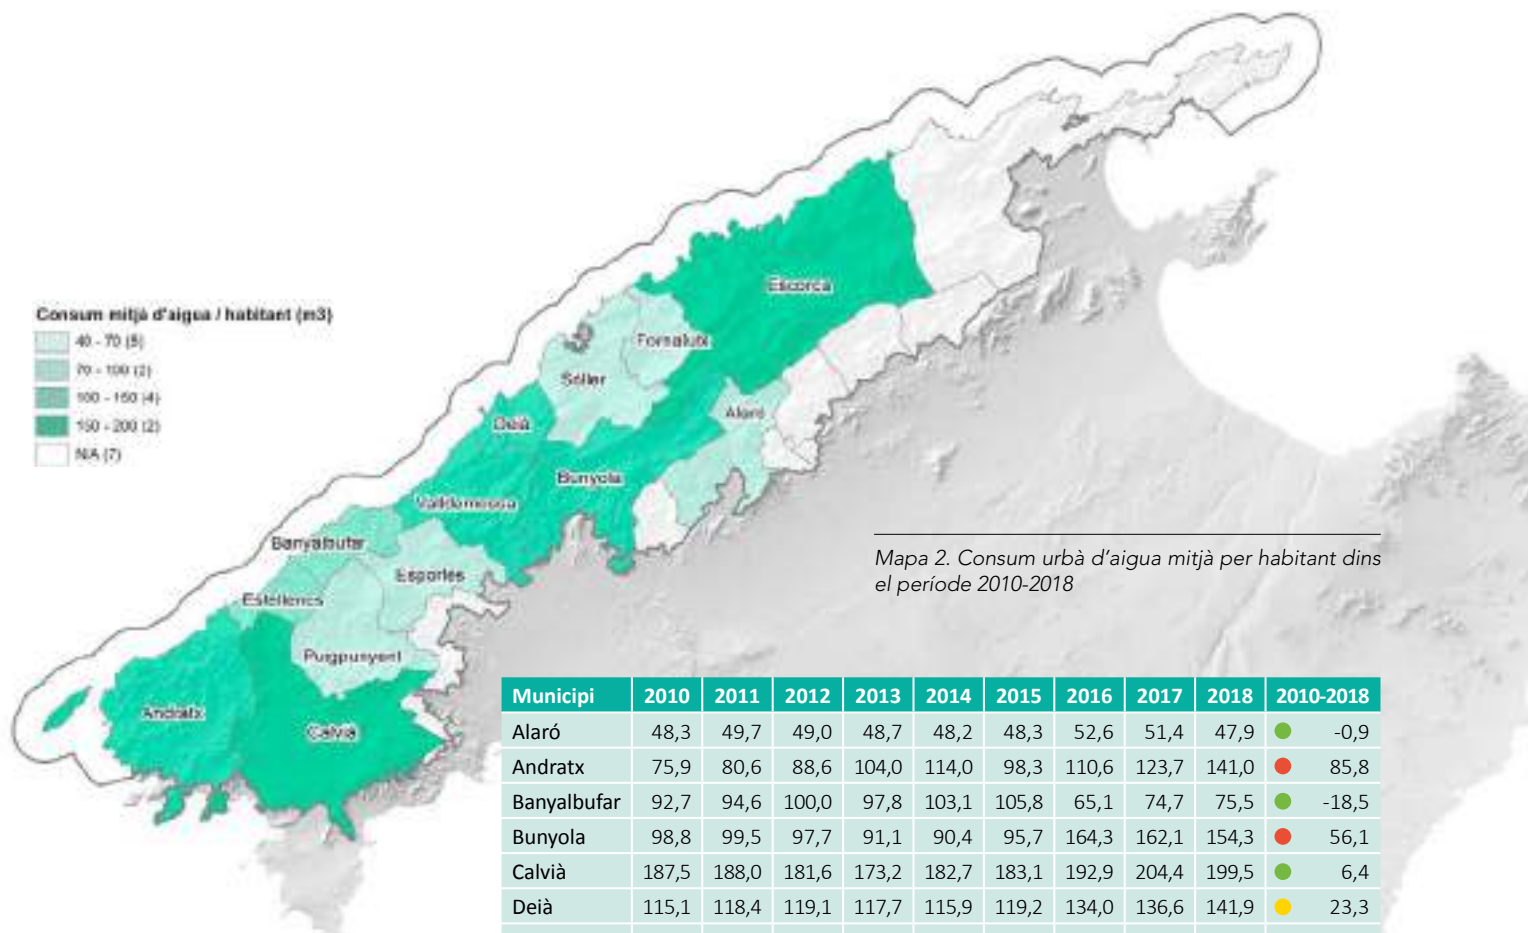 Consum mitjà d'aigua / habitant (m3)
40 - 70 (5)
70 - 100 (2)
100 - 150 (4)
150 - 200 (2)
N/A (7)
Escorca
Fornalutx
Sóller
Alaró
Deià
Bunyola
Valldemossa
Banyalbufar
Esporles
Estellencs
Puigpunyent
Andratx
Calvià
Mapa 2. Consum urbà d'aigua mitjà per habitant dins
el període 2010-2018
Municipi 2010 2011 2012 2013 2014 2015 2016 2017 2018 2010-2018
Alaró 48,3 49,7 49,0 48,7 48,2 48,3 52,6 51,4 47,9 -0,9
Andratx 75,9 80,6 88,6 104,0 114,0 98,3 110,6 123,7 141,0 85,8
Banyalbufar 92,7 94,6 100,0 97,8 103,1 105,8 65,1 74,7 75,5 -18,5
Bunyola 98,8 99,5 97,7 91,1 90,4 95,7 164,3 162,1 154,3 56,1
Calvià 187,5 188,0 181,6 173,2 182,7 183,1 192,9 204,4 199,5 6,4
Deià 115,1 118,4 119,1 117,7 115,9 119,2 134,0 136,6 141,9 23,3